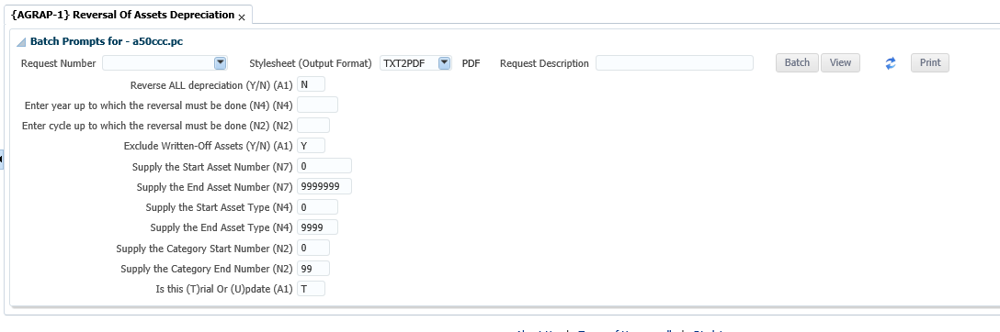 {AGRAP-1} Reversal Of Assets Depreciation ×
Batch Prompts for - a50ccc.pc
Request Number Stylesheet (Output Format) TXT2PDF PDF Request Description Batch View Print
Reverse ALL depreciation (Y/N) (A1) N
Enter year up to which the reversal must be done (N4) (N4)
Enter cycle up to which the reversal must be done (N2) (N2)
Exclude Written-Off Assets (Y/N) (A1) Y
Supply the Start Asset Number (N7) 0
Supply the End Asset Number (N7) 9999999
Supply the Start Asset Type (N4) 0
Supply the End Asset Type (N4) 9999
Supply the Category Start Number (N2) 0
Supply the Category End Number (N2) 99
Is this (T)rial Or (U)pdate (A1) T